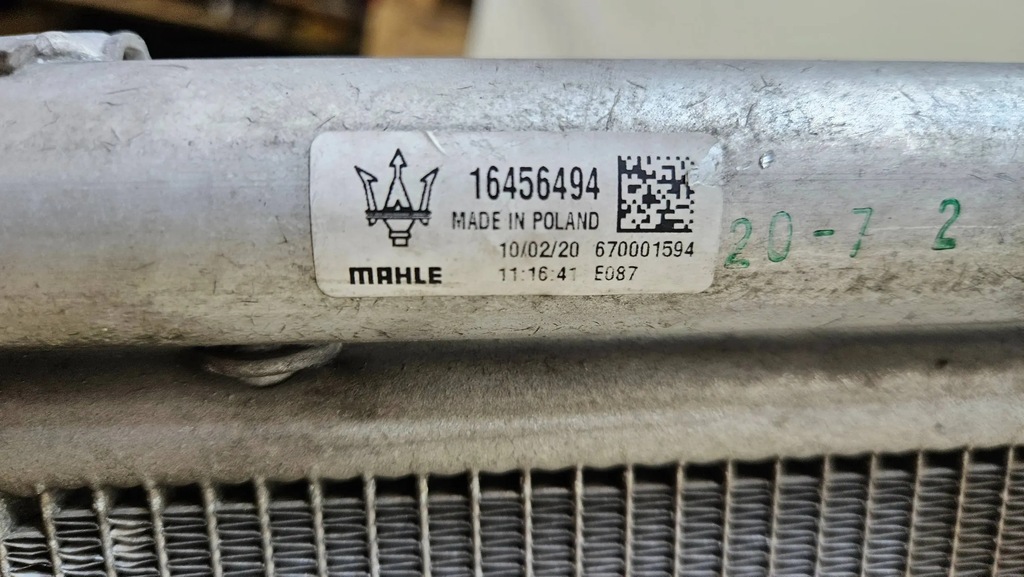 16456494
MADE IN POLAND
10/02/20 670001594
MAHLE 11:16:41 E087
20-7 2